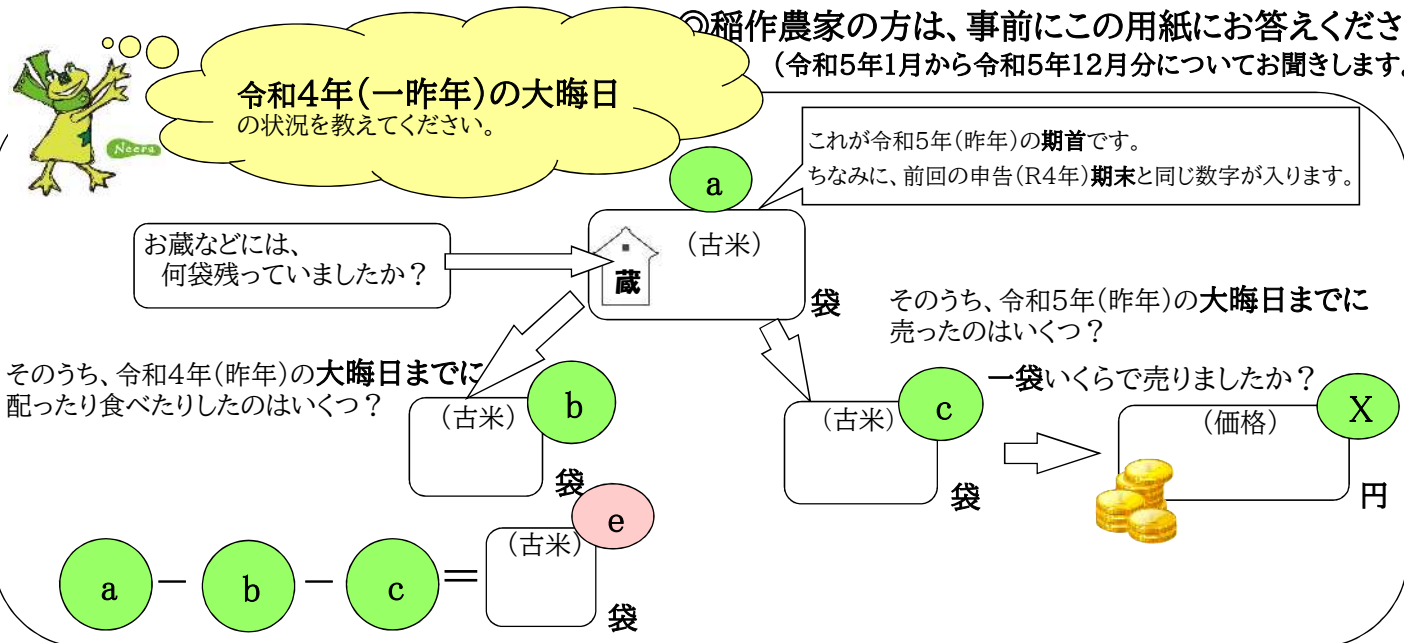 ◎稲作農家の方は、事前にこの用紙にお答えくださ
(令和5年1月から令和5年12月分についてお聞きします。
令和4年(一昨年)の大晦日
の状況を教えてください。
Neera
これが令和5年(昨年)の期首です。
ちなみに、前回の申告(R4年)期末と同じ数字が入ります。
a
お蔵などには、
何袋残っていましたか？
(古米)
蔵
袋
そのうち、令和5年(昨年)の大晦日までに
売ったのはいくつ？
そのうち、令和4年(昨年)の大晦日までに
配ったり食べたりしたのはいくつ？
(古米)
b
袋
一袋いくらで売りましたか？
(古米)
c
袋
(価格)
X
円
a − b − c = (古米) e
袋